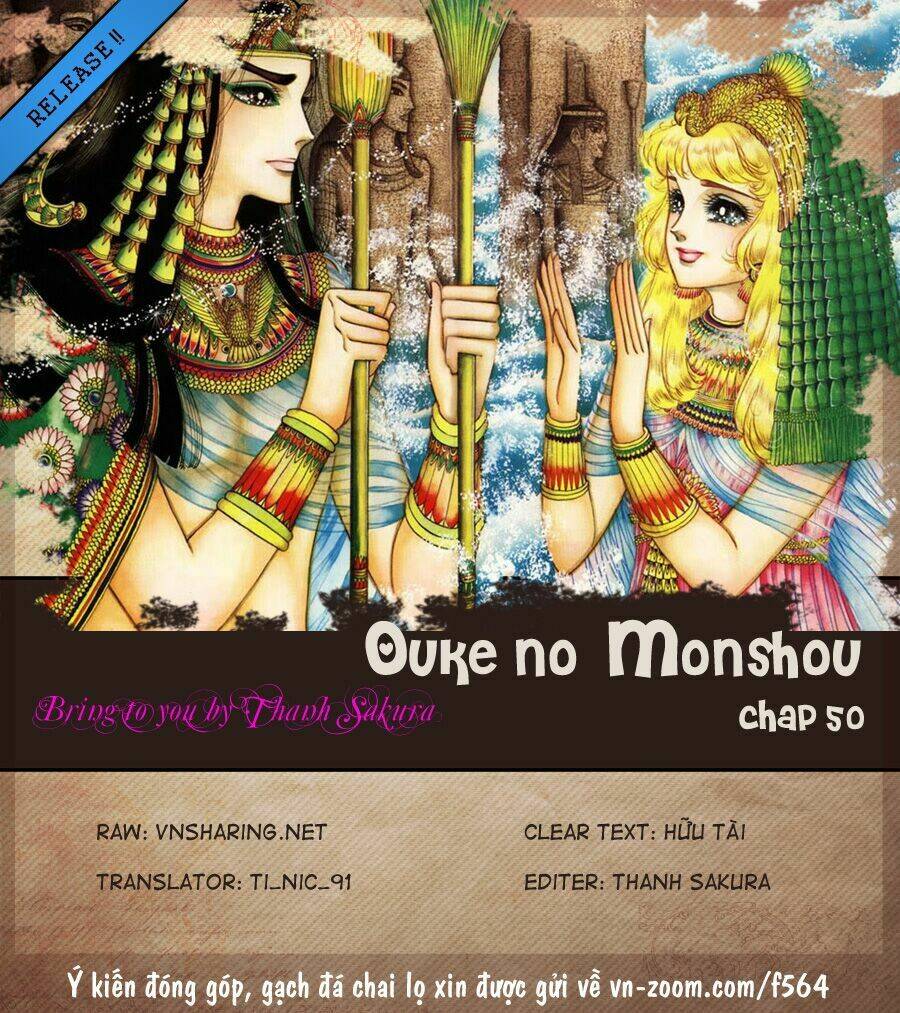 RELEASE!!
Ouke no Monshou
Bring to you by Thanh Sakura
chap 50
RAW: VNSHARING.NET
CLEAR TEXT: HỮU TÀI
TRANSLATOR: TI_NIC_91
EDITER: THANH SAKURA
Ý kiến đóng góp, gạch đá chai lọ xin được gửi về vn-zoom.com/f564